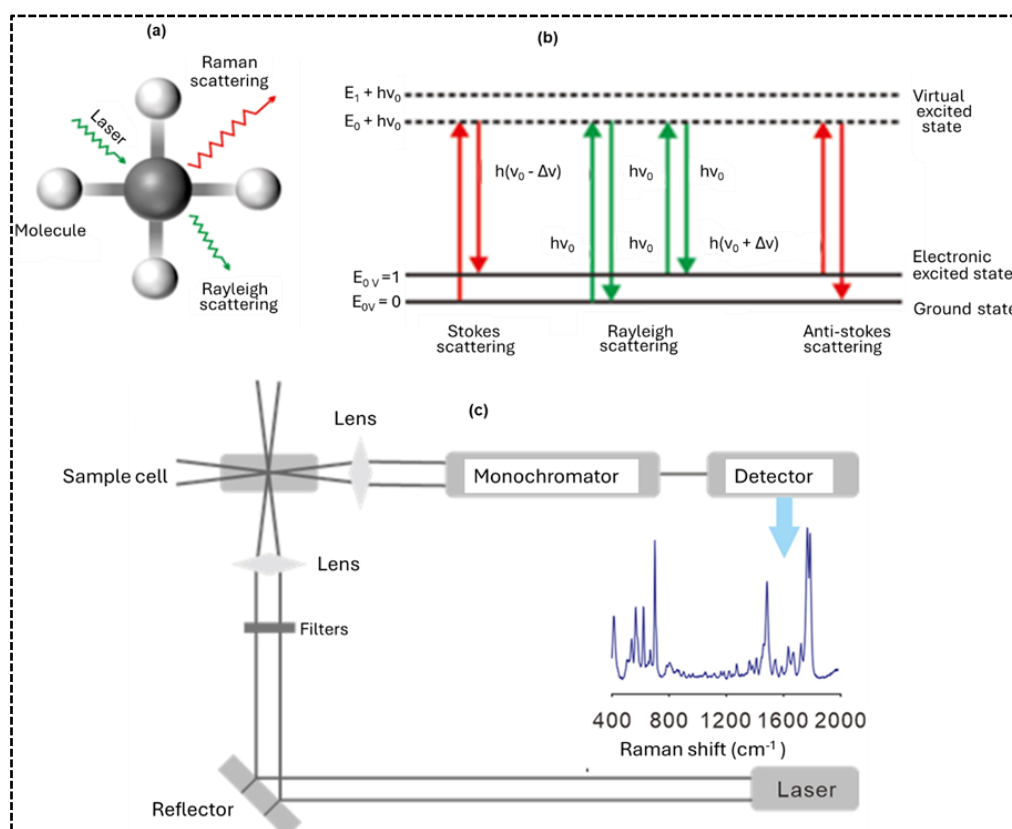 (a)
Raman
scattering
Laser
Molecule
Rayleigh
scattering
(b)
E₁ + hv₀
E₀ + hv₀
Virtual
excited
state
h(v₀ - Δv)
hv₀
hv₀
hv₀
hv₀
h(v₀ + Δv)
E₀ ᵥ = 1
E₀ᵥ = 0
Electronic
excited state
Ground state
Stokes
scattering
Rayleigh
scattering
Anti-stokes
scattering
(c)
Lens
Sample cell
Monochromator
Detector
Lens
Filters
400 800 1200 1600 2000
Raman shift (cm⁻¹ )
Reflector
Laser